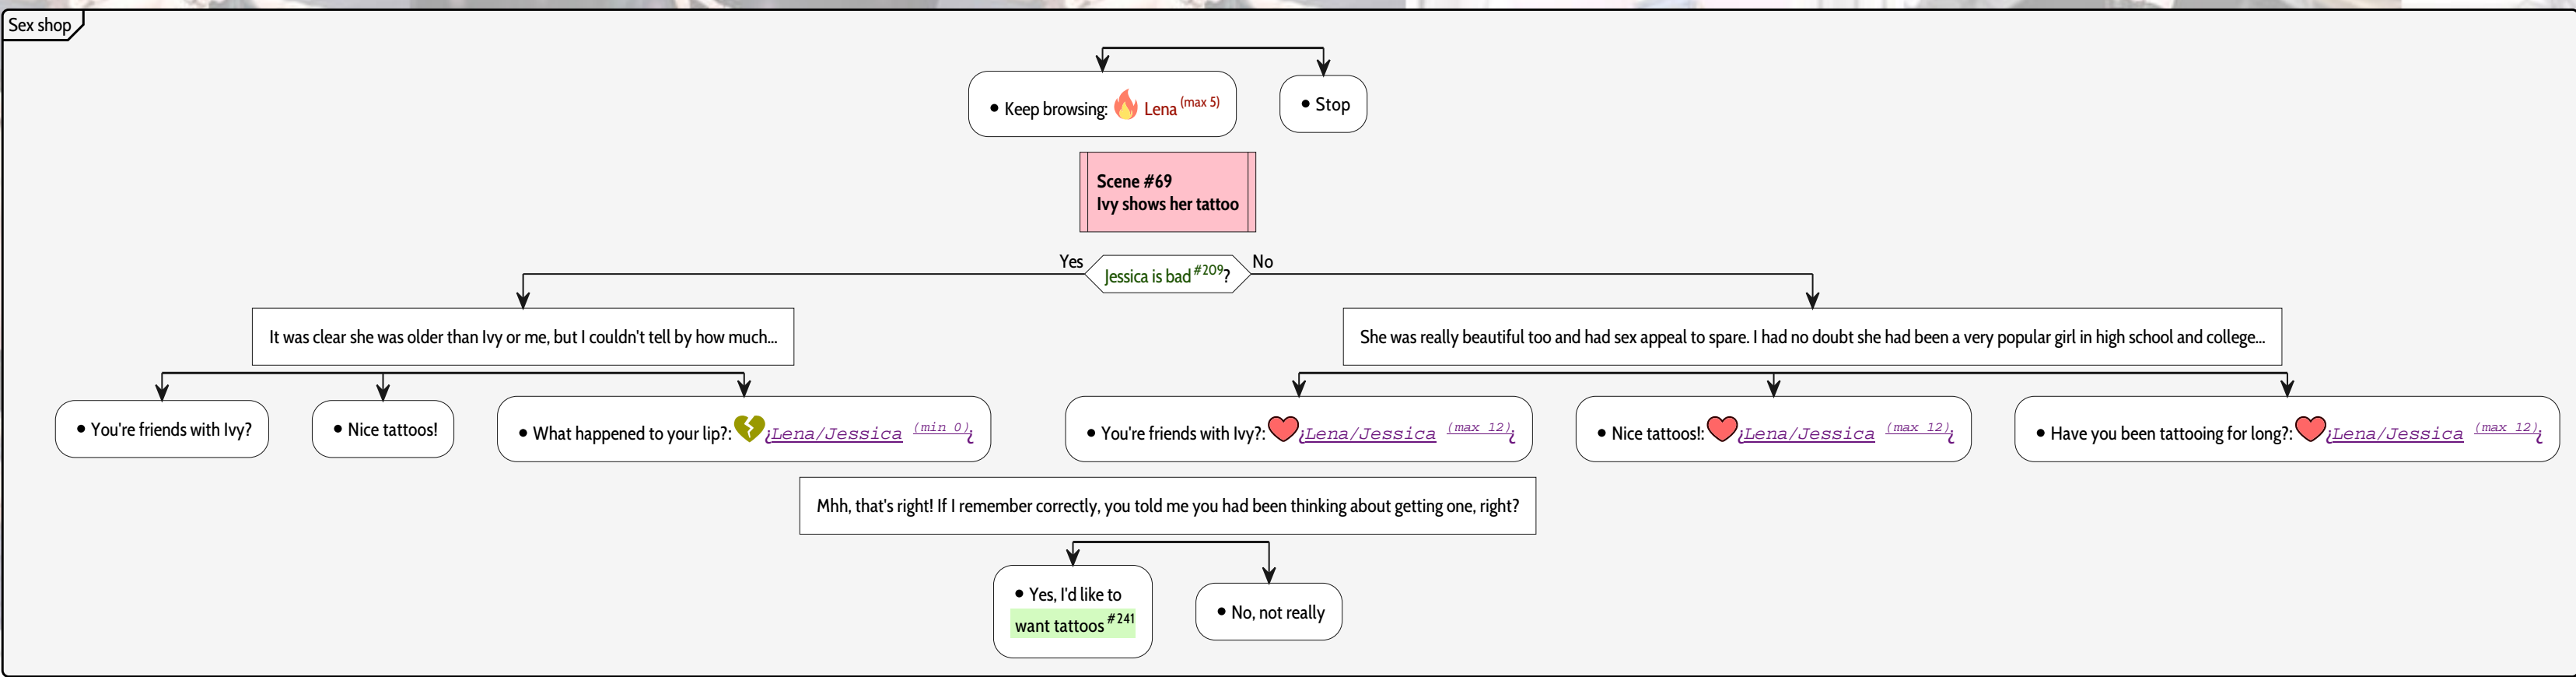 Sex shop
• Keep browsing: Lena (max 5)
• Stop
Scene #69
Ivy shows her tattoo
Yes
Jessica is bad #209?
No
It was clear she was older than Ivy or me, but I couldn't tell by how much...
She was really beautiful too and had sex appeal to spare. I had no doubt she had been a very popular girl in high school and college...
• You're friends with Ivy?
• Nice tattoos!
• What happened to your lip?: ¿Lena/Jessica (min 0)¿
• You're friends with Ivy?: ¿Lena/Jessica (max 12)¿
• Nice tattoos!: ¿Lena/Jessica (max 12)¿
• Have you been tattooing for long?: ¿Lena/Jessica (max 12)¿
Mhh, that's right! If I remember correctly, you told me you had been thinking about getting one, right?
• Yes, I'd like to
want tattoos #241
• No, not really